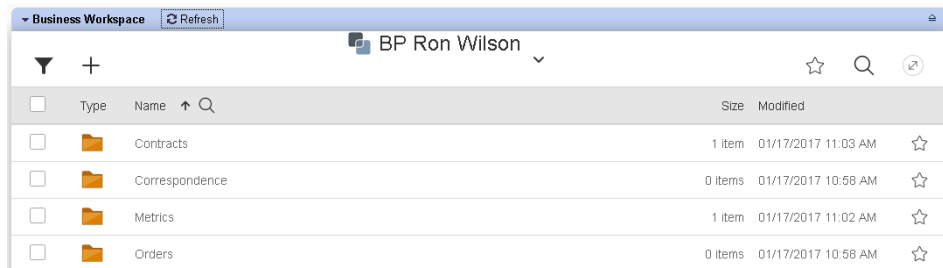 Business Workspace Refresh
BP Ron Wilson
Type Name Size Modified
Contracts 1 item 01/17/2017 11:03 AM
Correspondence 0 items 01/17/2017 10:58 AM
Metrics 1 item 01/17/2017 11:02 AM
Orders 0 items 01/17/2017 10:58 AM